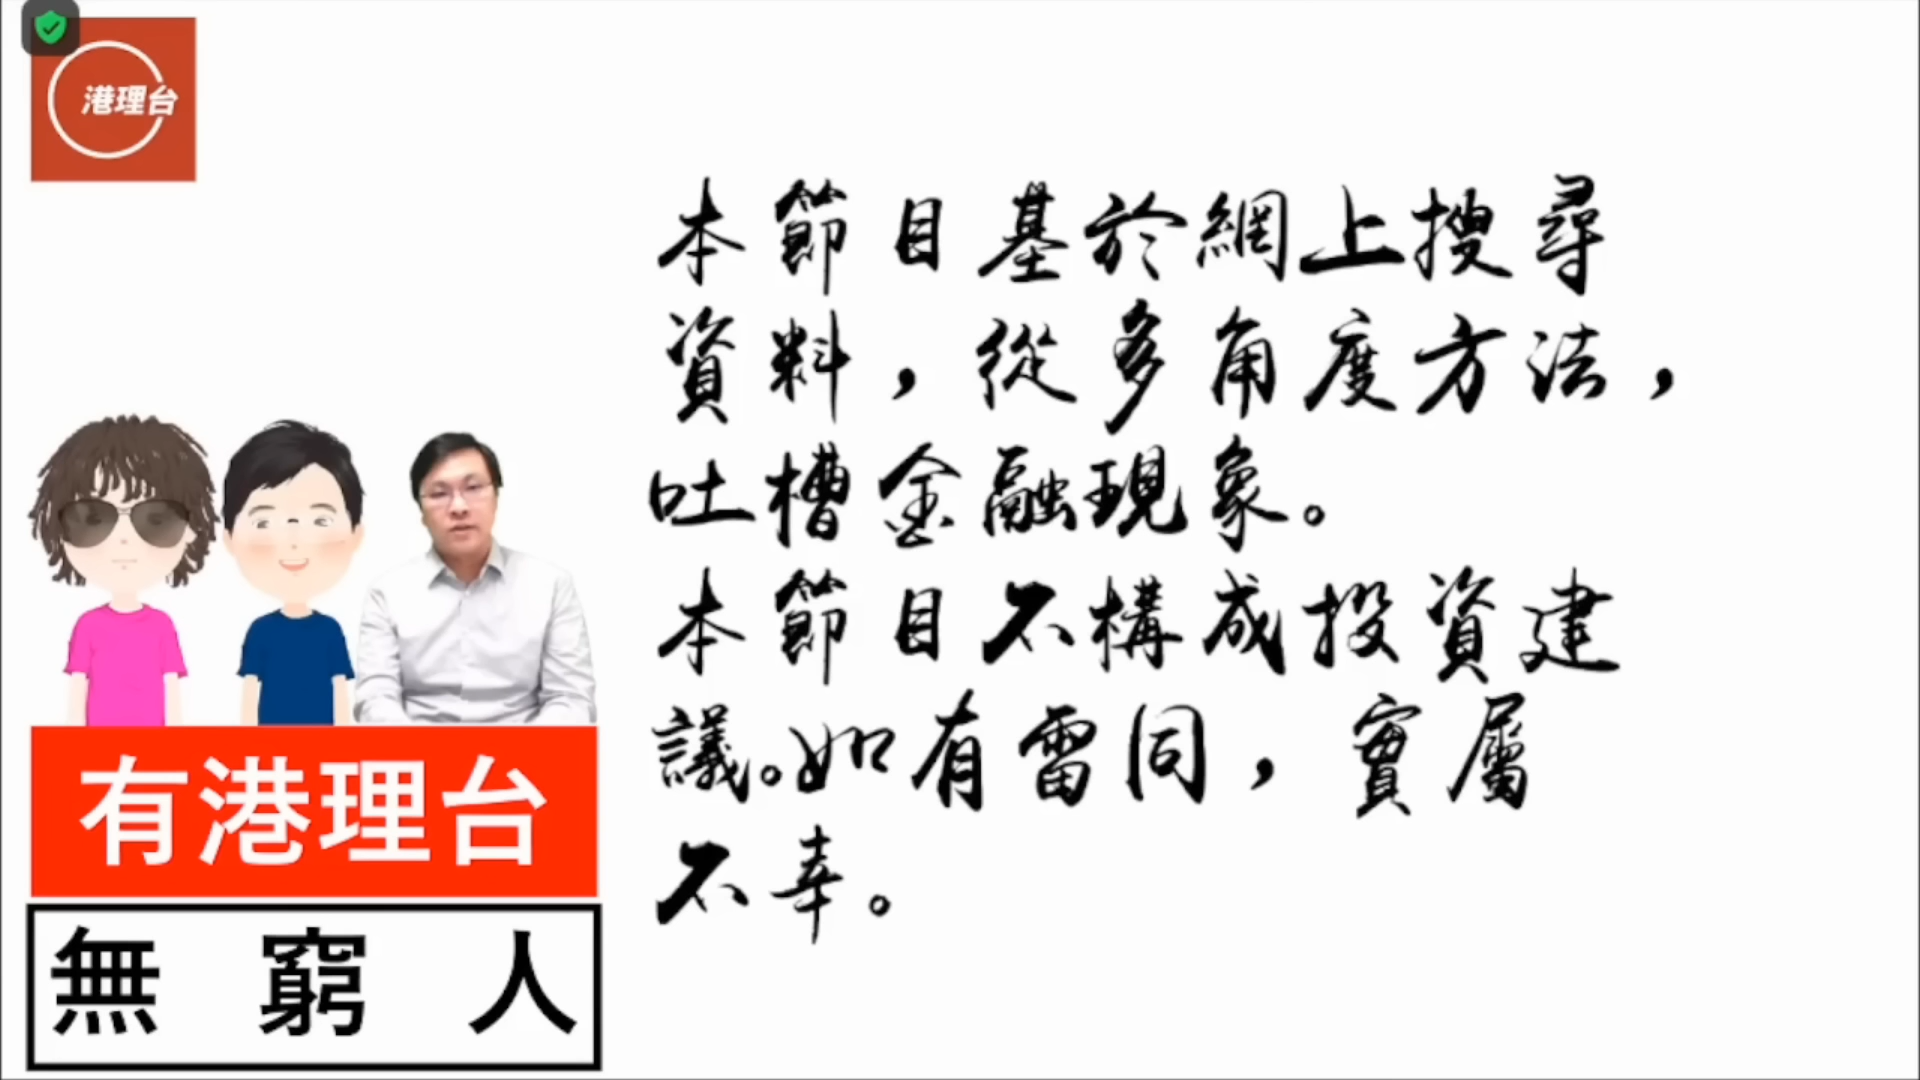 港理台
本節目基於網上搜尋
資料，從多角度方法，
吐槽金融現象。
本節目不構成投資建
議。如有雷同，實屬
不幸。
有港理台
無窮人